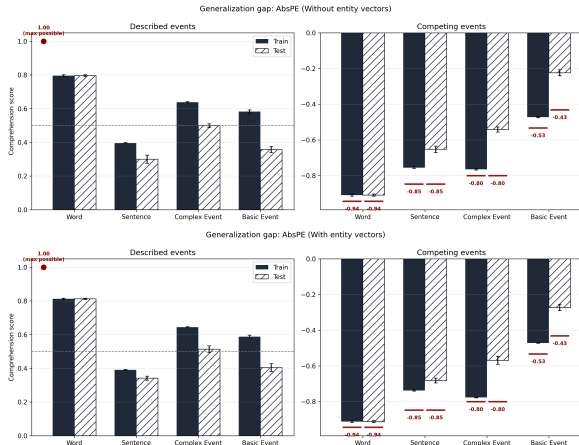 Generalization gap: AbsPE (Without entity vectors)
Described events
1.00
(max possible)
Train
Test
Comprehension score
1.0
0.8
0.6
0.4
0.2
0.0
Word
Sentence
Complex Event
Basic Event
Competing events
0.0
−0.2
−0.4
−0.6
−0.8
-0.94
-0.94
-0.85
-0.85
-0.80
-0.80
-0.53
-0.43
Word
Sentence
Complex Event
Basic Event
Generalization gap: AbsPE (With entity vectors)
Described events
1.00
(max possible)
Train
Test
Comprehension score
1.0
0.8
0.6
0.4
0.2
0.0
Word
Sentence
Complex Event
Basic Event
Competing events
0.0
−0.2
−0.4
−0.6
−0.8
-0.94
-0.94
-0.85
-0.85
-0.80
-0.80
-0.53
-0.43
Word
Sentence
Complex Event
Basic Event